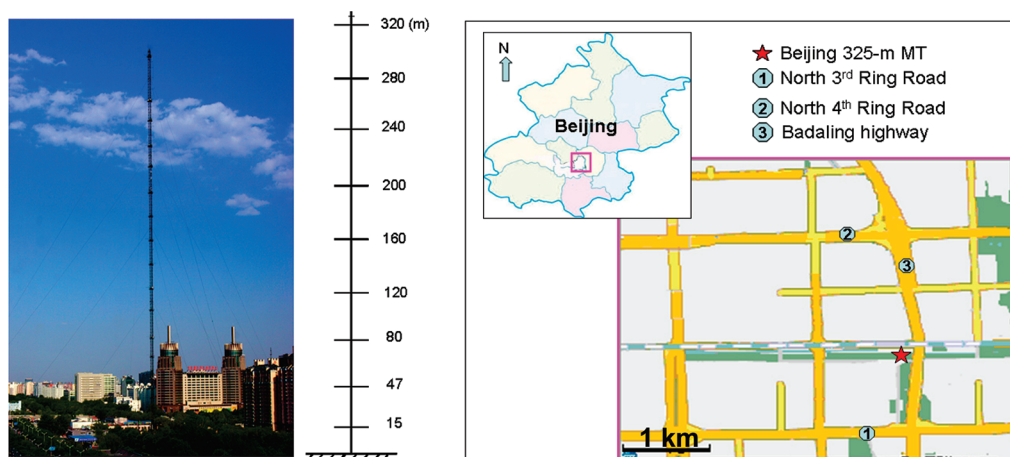 320 (m)
280
240
200
160
120
80
47
15
N
Beijing
Beijing 325-m MT
1 North 3rd Ring Road
2 North 4th Ring Road
3 Badaling highway
2
3
1
1 km